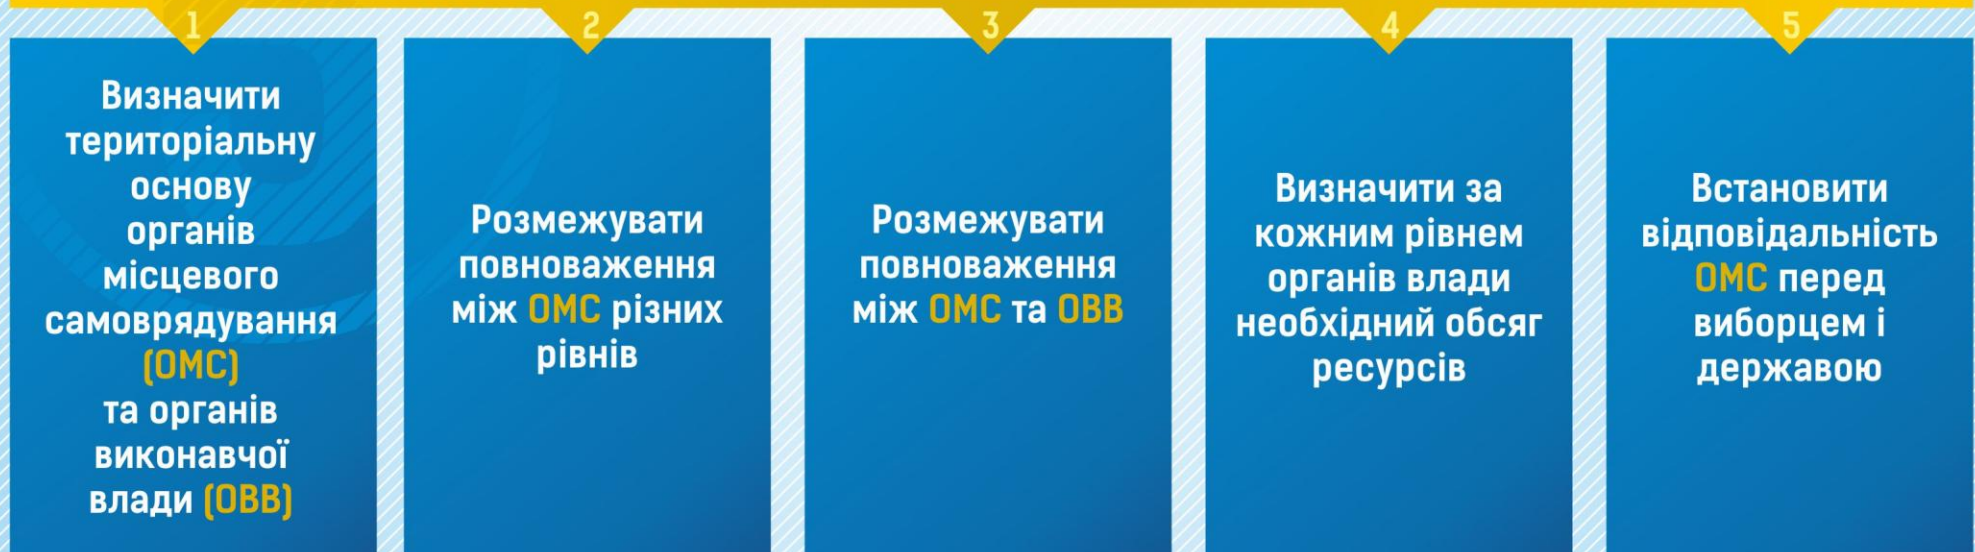 1
Визначити
територіальну
основу
органів
місцевого
самоврядування
(ОМС)
та органів
виконавчої
влади (ОВВ)
2
Розмежувати
повноваження
між ОМС різних
рівнів
3
Розмежувати
повноваження
між ОМС та ОВВ
4
Визначити за
кожним рівнем
органів влади
необхідний обсяг
ресурсів
5
Встановити
відповідальність
ОМС перед
виборцем і
державою